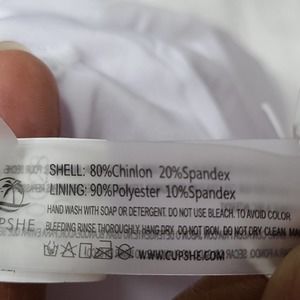 SHELL: 80%Chinlon 20%Spandex
LINING: 90%Polyester 10%Spandex
HAND WASH WITH SOAP OR DETERGENT. DO NOT USE BLEACH. TO AVOID COLOR
BLEEDING RINSE THOROUGHLY. HANG DRY. DO NOT IRON. DO NOT DRY CLEAN.
WWW.CUPSHE.COM
UPSHE